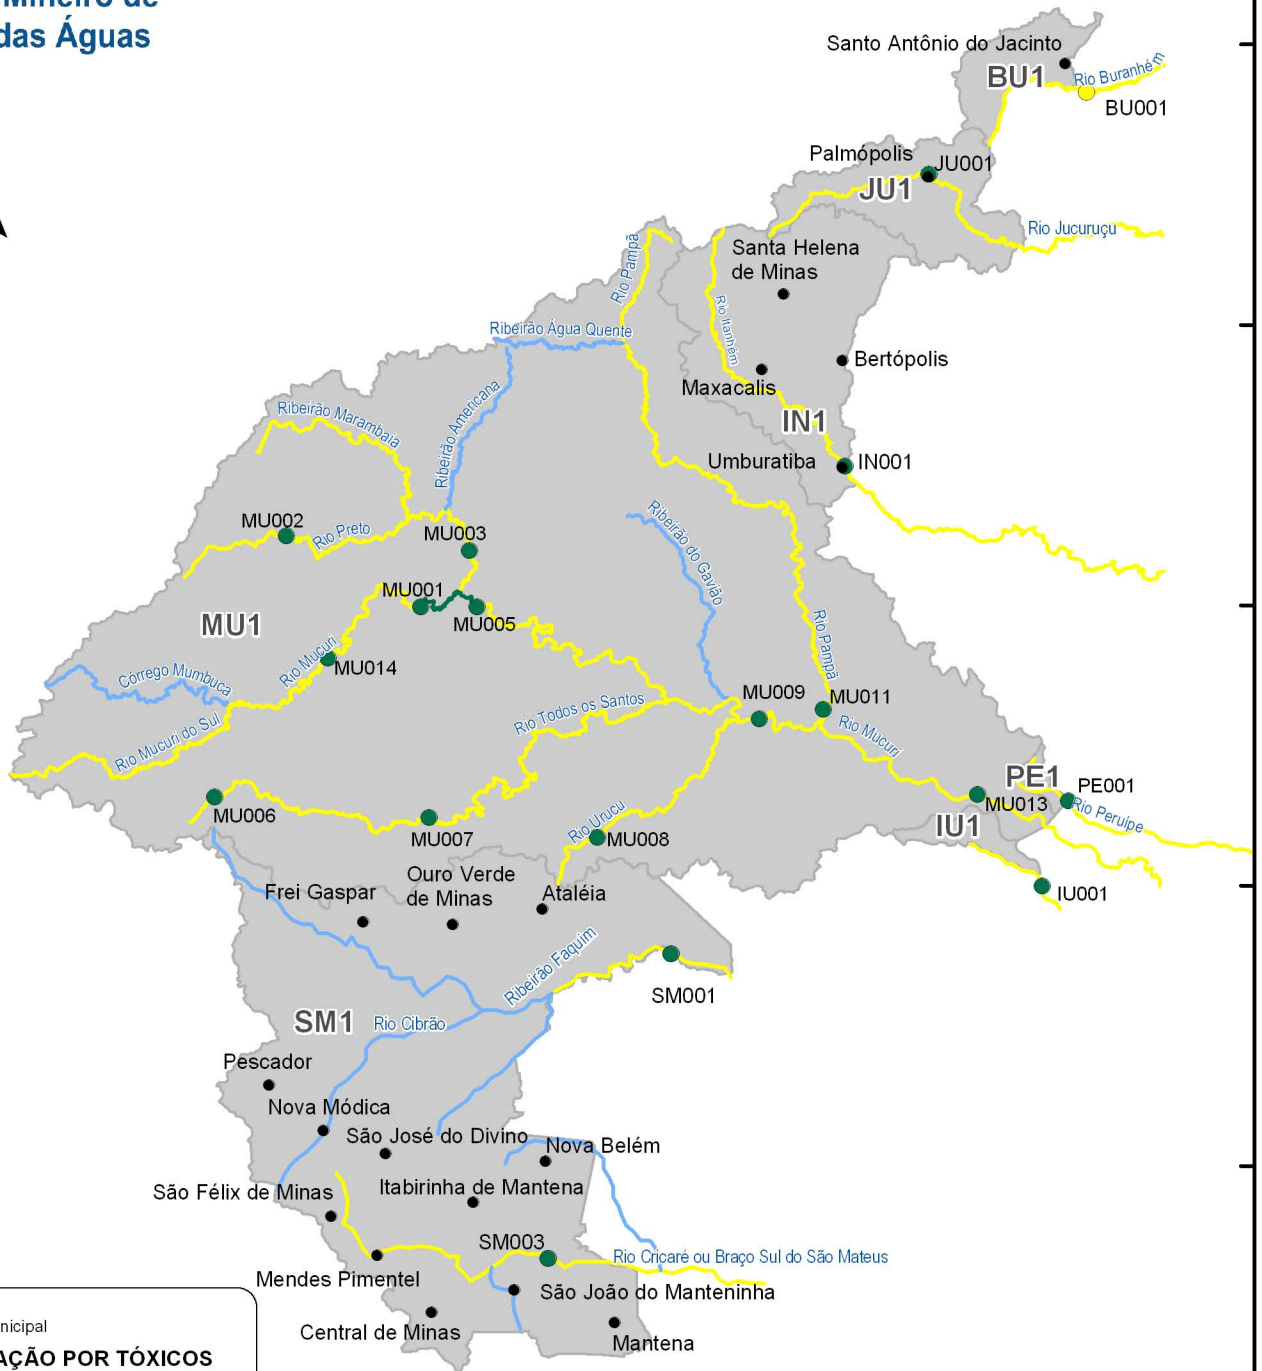 Mineiro de
das Águas
Santo Antônio do Jacinto
BU1
Rio Buranhém
BU001
Palmópolis
JU001
JU1
Rio Jucuruçu
Santa Helena
de Minas
Rio Pampã
Rio Itanhém
Ribeirão Água Quente
Bertópolis
Maxacalis
Ribeirão Americana
Ribeirão Marambaia
IN1
Umburatiba
IN001
MU002
Rio Preto
MU003
Ribeirão do Gavião
MU001
MU005
MU1
Rio Pampã
Rio Mucuri
MU014
Córrego Mumbuca
Rio Mucuri do Sul
Rio Todos os Santos
MU009
MU011
Rio Mucuri
PE1
PE001
MU013
Rio Peruípe
MU006
MU007
Rio Urucu
MU008
IU1
IU001
Ouro Verde
de Minas
Frei Gaspar
Ataléia
Ribeirão Faquim
SM001
SM1
Rio Cibrão
Pescador
Nova Módica
São José do Divino
Nova Belém
São Félix de Minas
Itabirinha de Mantena
SM003
Rio Cricaré ou Braço Sul do São Mateus
Mendes Pimentel
São João do Manteninha
Central de Minas
Mantena
nicipal
AÇÃO POR TÓXICOS